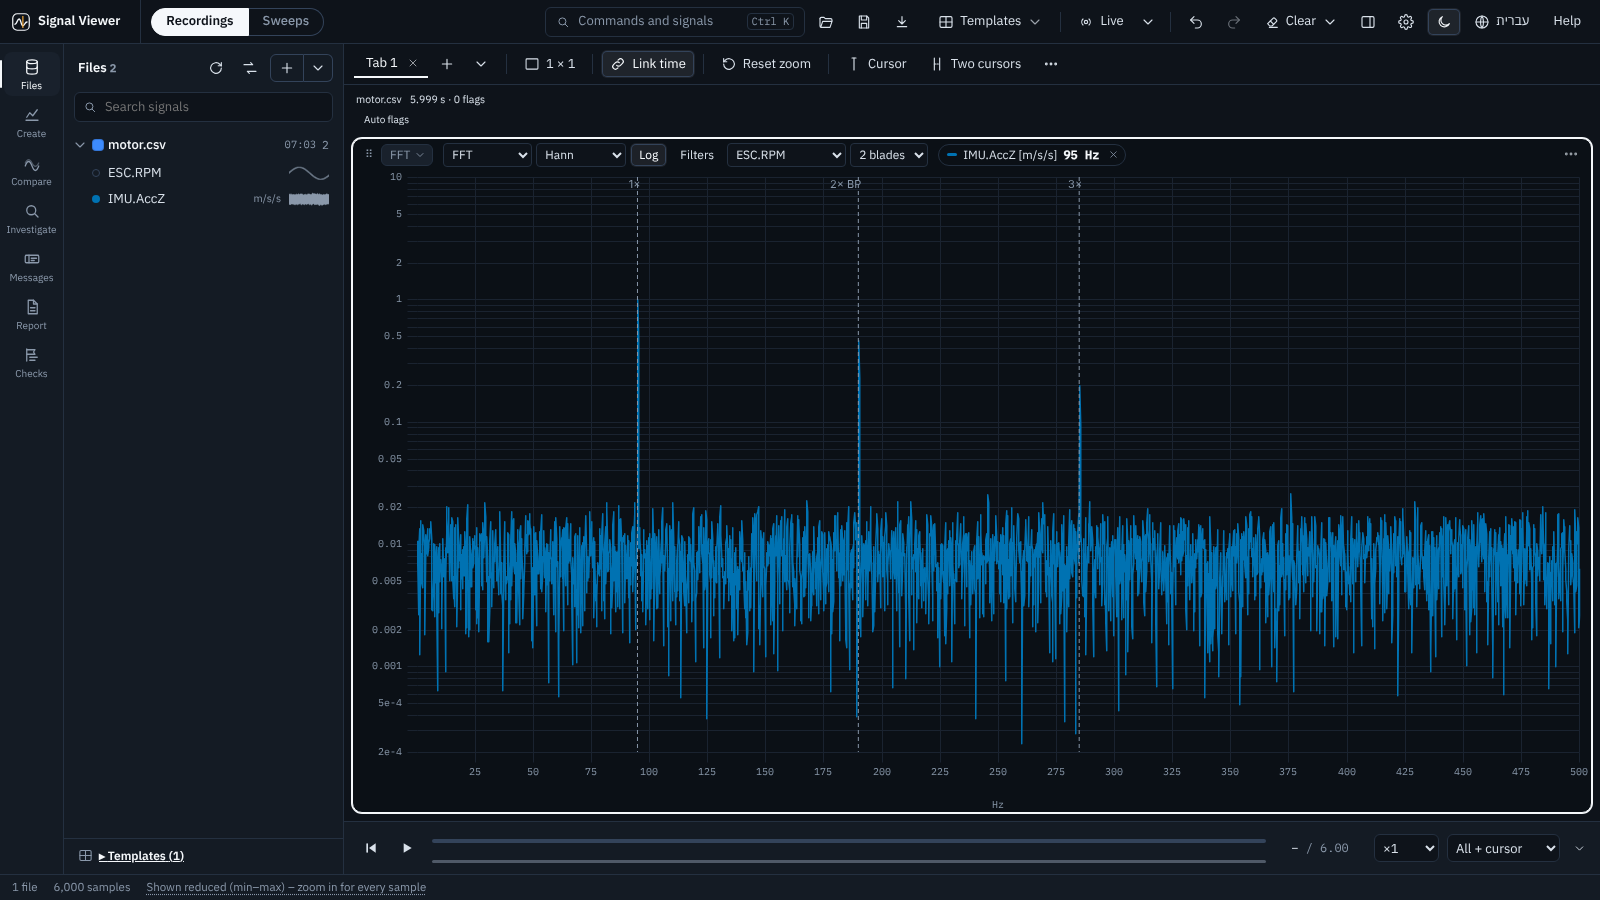 Signal Viewer
Recordings
Sweeps
Commands and signals
Ctrl K
Templates
Live
Clear
עברית
Help
Files
Create
Compare
Investigate
Messages
Report
Checks
Files 2
Search signals
motor.csv 07:03 2
ESC.RPM
IMU.AccZ m/s/s
▸ Templates (1)
Tab 1
1 × 1
Link time
Reset zoom
Cursor
Two cursors
motor.csv 5.999 s · 0 flags
Auto flags
FFT
FFT
Hann
Log
Filters
ESC.RPM
2 blades
IMU.AccZ [m/s/s] 95 Hz
1×
2× BP
3×
10
5
2
1
0.5
0.2
0.1
0.05
0.02
0.01
0.005
0.002
0.001
5e-4
2e-4
25 50 75 100 125 150 175 200 225 250 275 300 325 350 375 400 425 450 475 500
Hz
– / 6.00
×1
All + cursor
1 file 6,000 samples Shown reduced (min–max) – zoom in for every sample